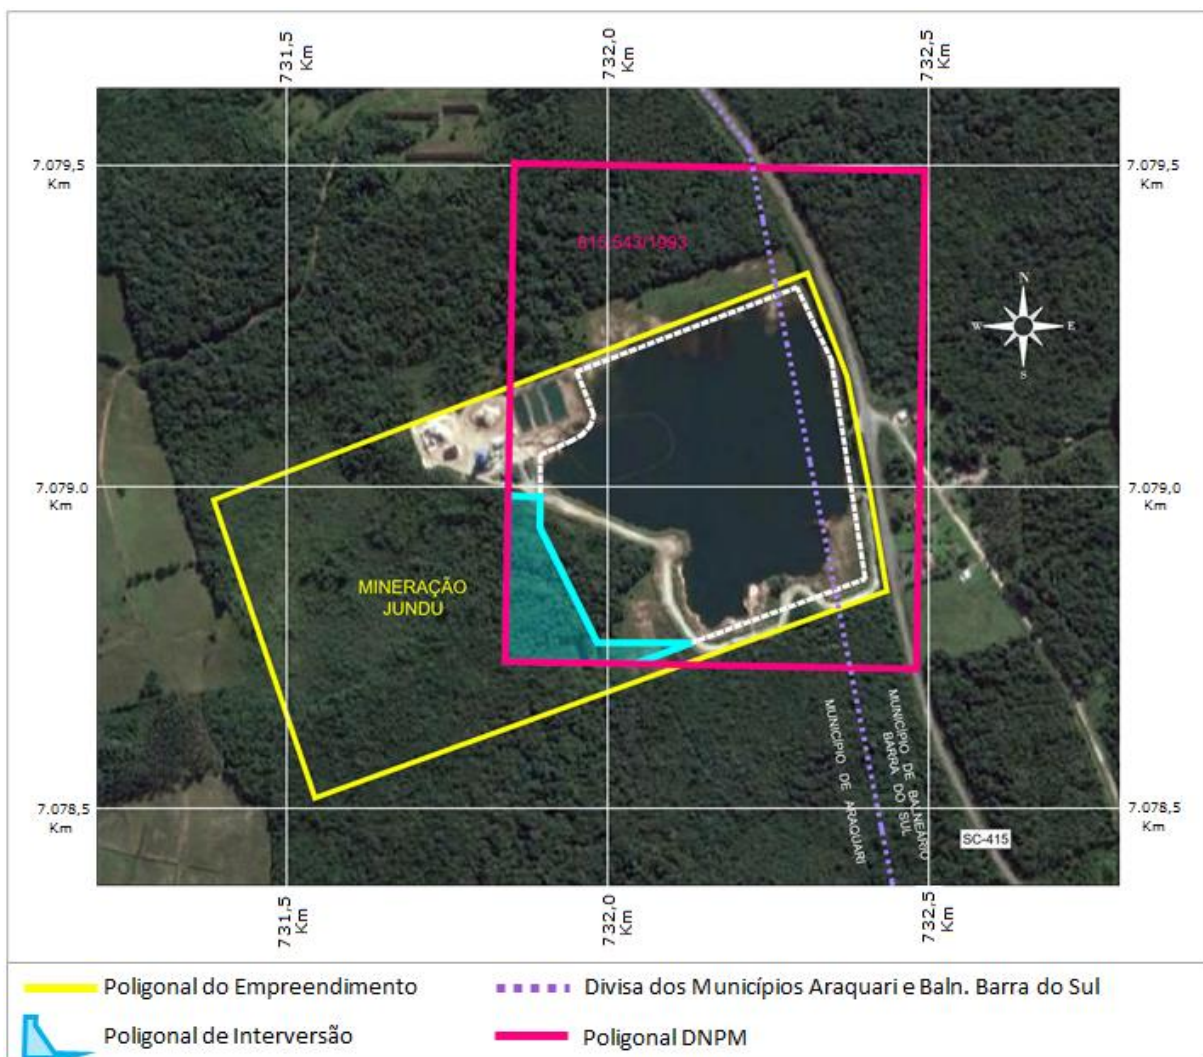 731,5
Km
732,0
Km
732,5
Km
7.079,5
Km
7.079,5
Km
815.543/1993
N
W
E
S
7.079,0
Km
7.079,0
Km
MINERAÇÃO
JUNDU
MUNICÍPIO DE ARAQUARI
MUNICÍPIO DE BALNEÁRIO
BARRA DO SUL
7.078,5
Km
7.078,5
Km
SC-415
731,5
Km
732,0
Km
732,5
Km
Poligonal do Empreendimento
Divisa dos Municípios Araquari e Baln. Barra do Sul
Poligonal de Interversão
Poligonal DNPM